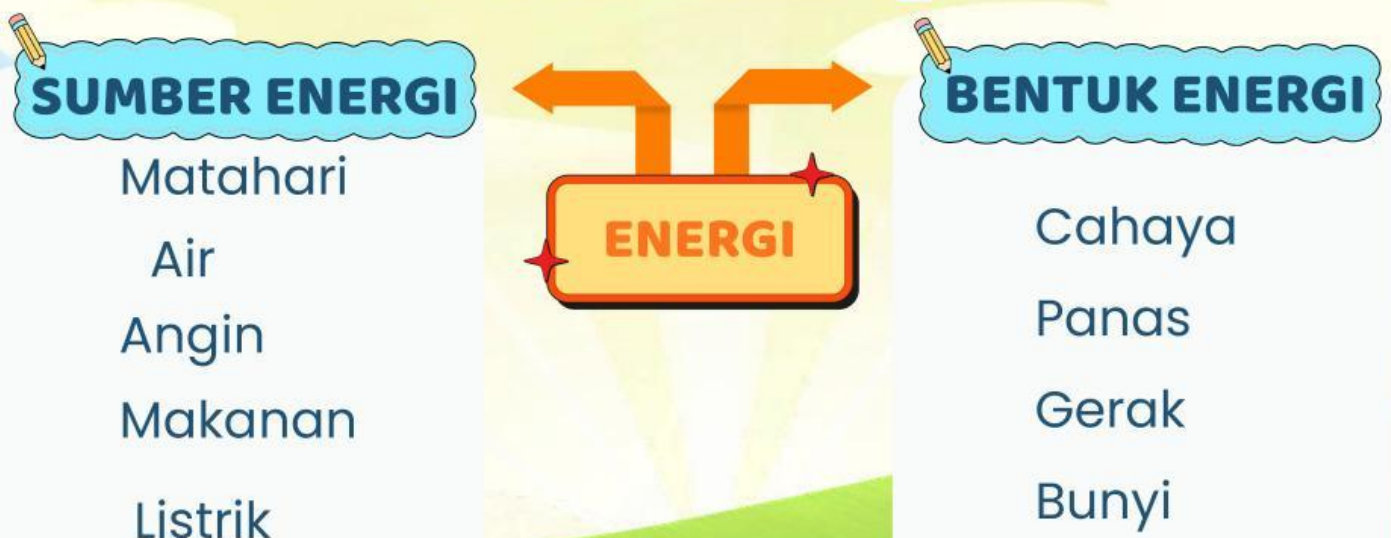 SUMBER ENERGI
Matahari
Air
Angin
Makanan
Listrik
ENERGI
BENTUK ENERGI
Cahaya
Panas
Gerak
Bunyi